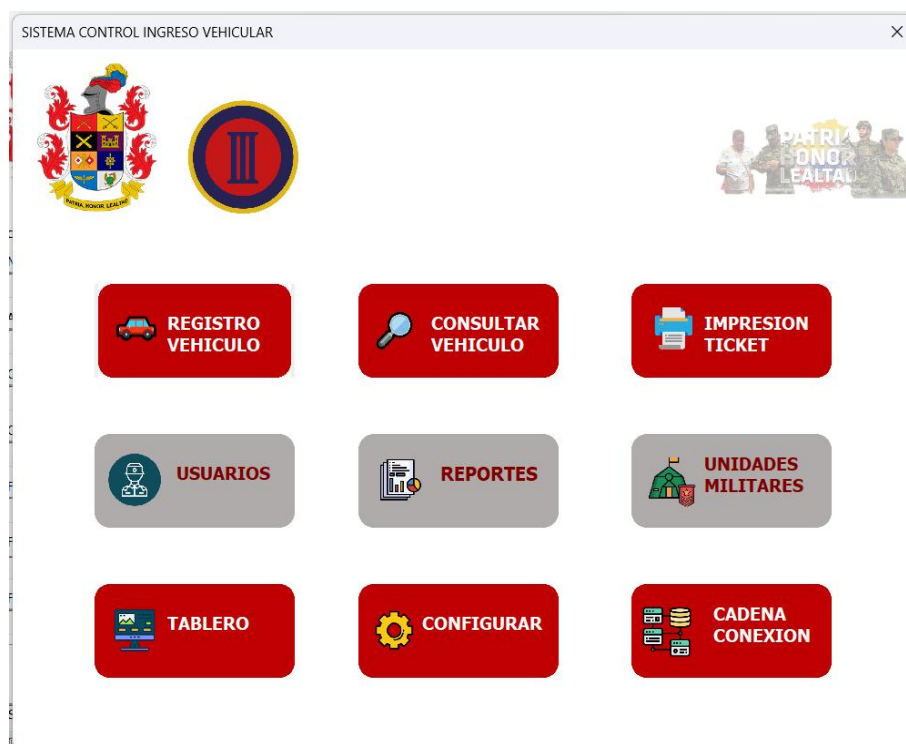 SISTEMA CONTROL INGRESO VEHICULAR
PATRIA HONOR LEALTAD
PATRIA
HONOR
LEALTAD
REGISTRO
VEHICULO
CONSULTAR
VEHICULO
IMPRESION
TICKET
USUARIOS
REPORTES
UNIDADES
MILITARES
TABLERO
CONFIGURAR
CADENA
CONEXION